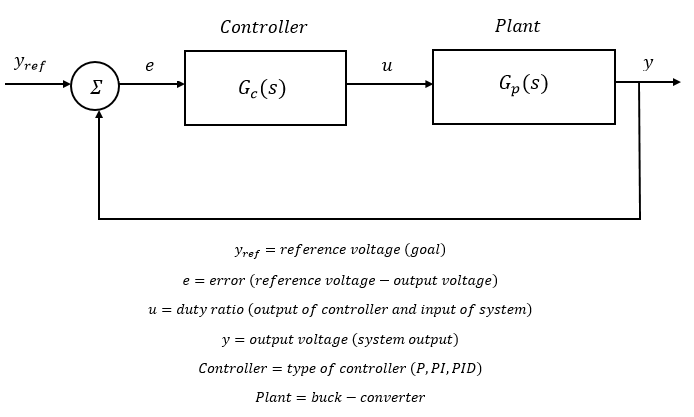 Controller Plant
y_ref e u y
Σ G_c(s) G_p(s)
y_ref = reference voltage (goal)
e = error (reference voltage − output voltage)
u = duty ratio (output of controller and input of system)
y = output voltage (system output)
Controller = type of controller (P, PI, PID)
Plant = buck − converter